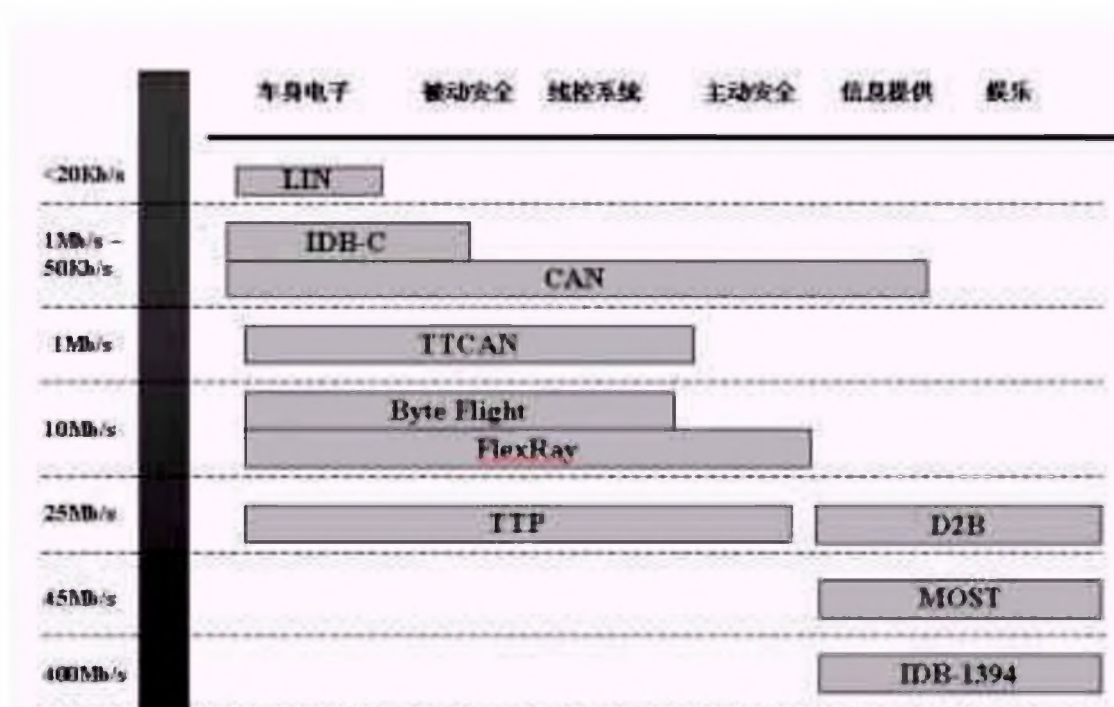 车身电子 被动安全 线控系统 主动安全 信息提供 娱乐
<20Kb/s LIN
1Mb/s - 50Kb/s IDB-C
CAN
1Mb/s TTCAN
10Mb/s Byte Flight
FlexRay
25Mb/s TTP D2B
45Mb/s MOST
400Mb/s IDB-1394